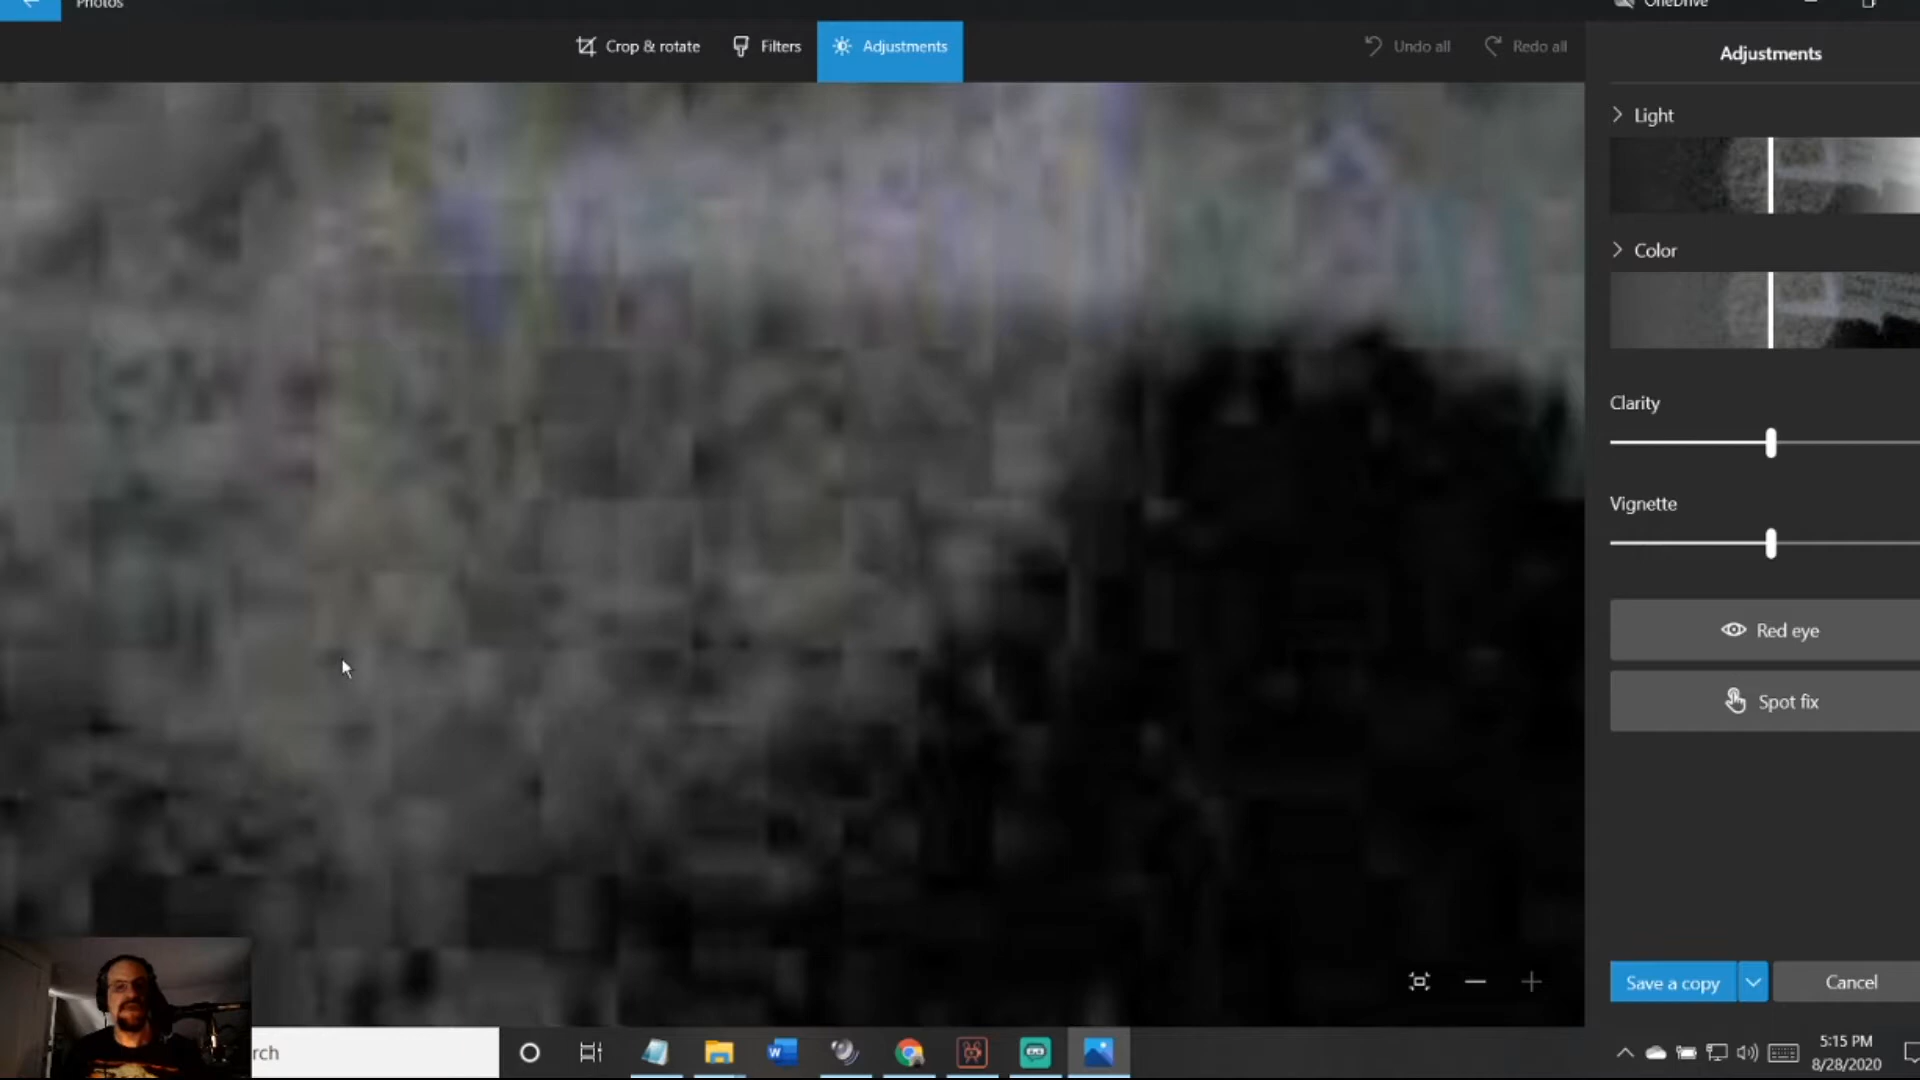 Photos
OneDrive
Crop & rotate
Filters
Adjustments
Undo all
Redo all
Adjustments
Light
Color
Clarity
Vignette
Red eye
Spot fix
Save a copy
Cancel
rch
5:15 PM
8/28/2020